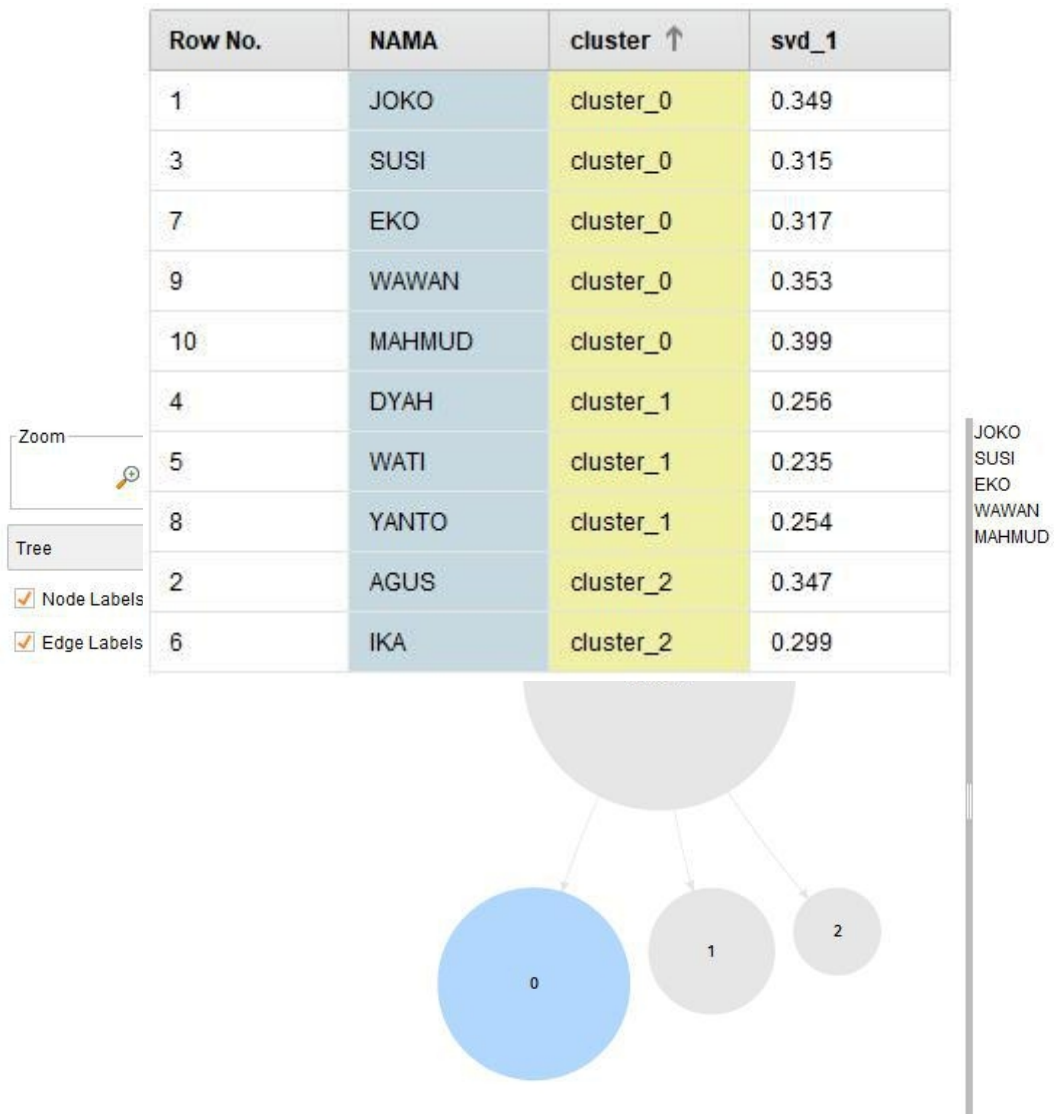 Row No. NAMA cluster ↑ svd_1
1 JOKO cluster_0 0.349
3 SUSI cluster_0 0.315
7 EKO cluster_0 0.317
9 WAWAN cluster_0 0.353
10 MAHMUD cluster_0 0.399
4 DYAH cluster_1 0.256
5 WATI cluster_1 0.235
8 YANTO cluster_1 0.254
2 AGUS cluster_2 0.347
6 IKA cluster_2 0.299
Zoom
Tree
Node Labels
Edge Labels
JOKO
SUSI
EKO
WAWAN
MAHMUD
0
1
2